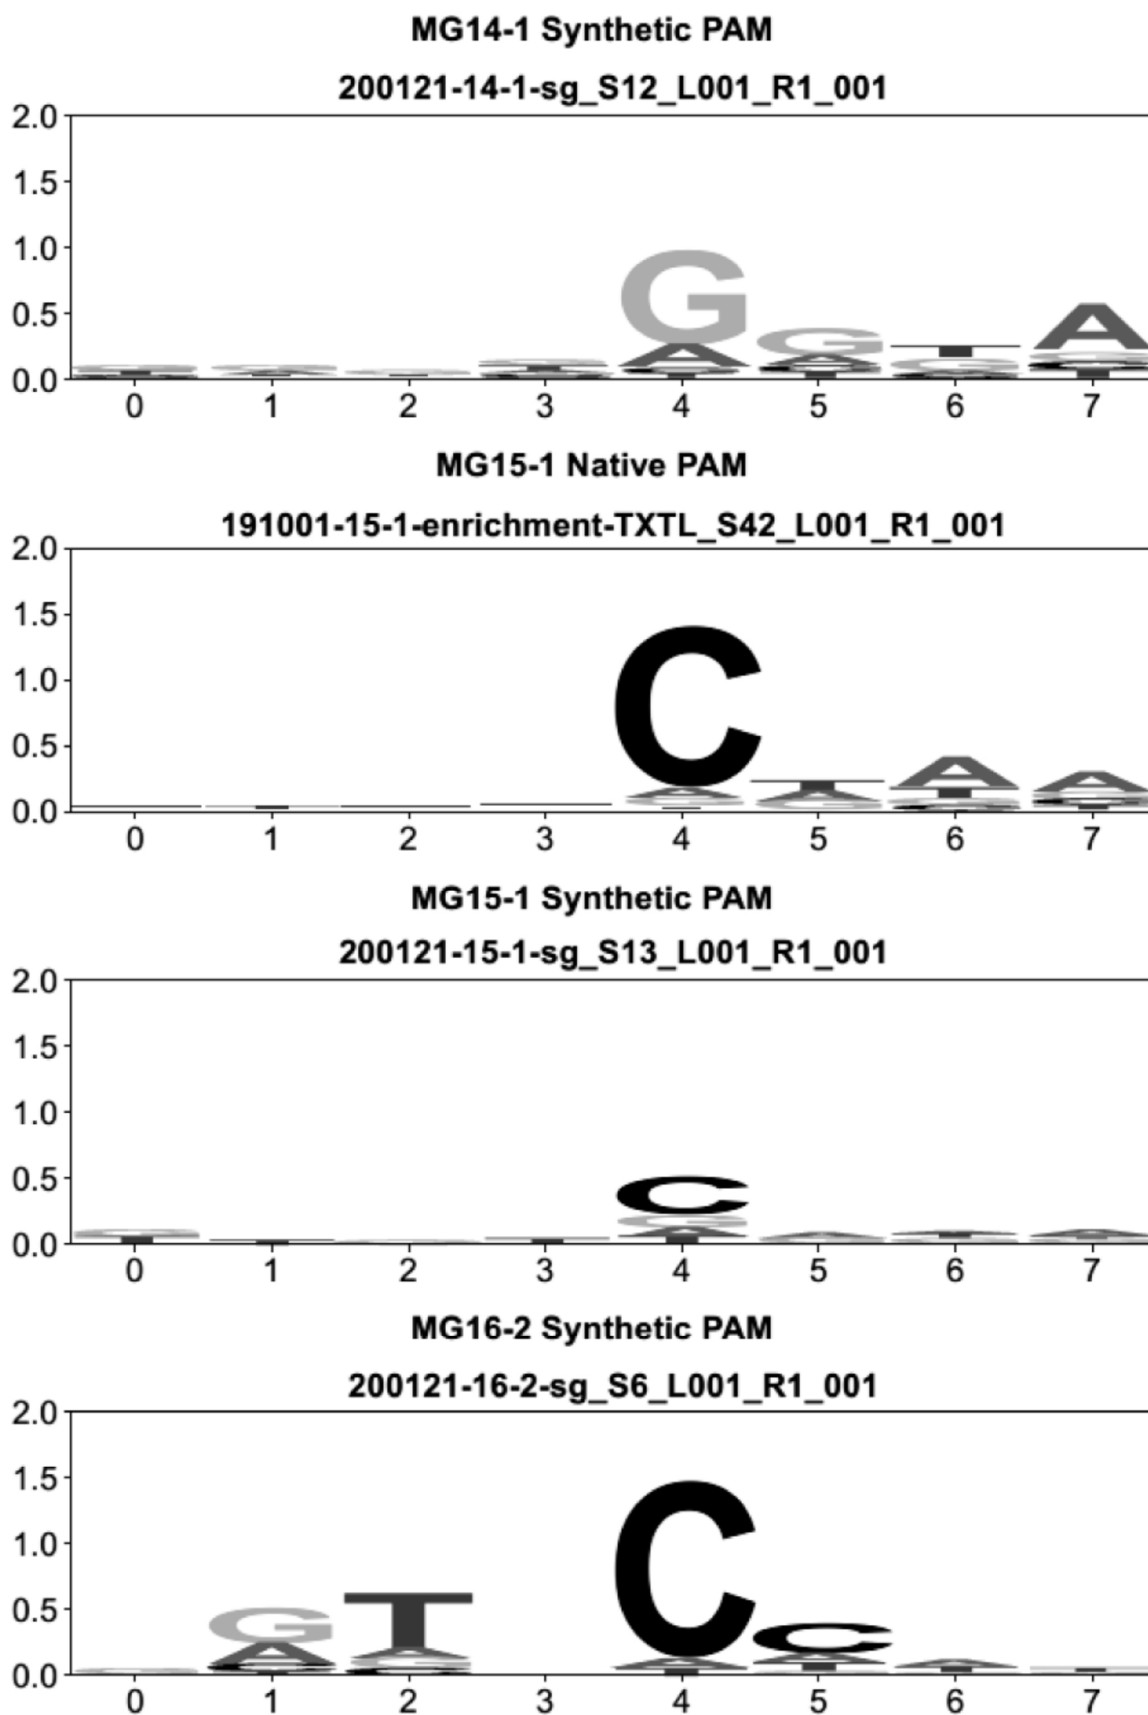 MG14-1 Synthetic PAM
200121-14-1-sg_S12_L001_R1_001
2.0
1.5
1.0
0.5
0.0
0 1 2 3 4 5 6 7
MG15-1 Native PAM
191001-15-1-enrichment-TXTL_S42_L001_R1_001
2.0
1.5
1.0
0.5
0.0
0 1 2 3 4 5 6 7
MG15-1 Synthetic PAM
200121-15-1-sg_S13_L001_R1_001
2.0
1.5
1.0
0.5
0.0
0 1 2 3 4 5 6 7
MG16-2 Synthetic PAM
200121-16-2-sg_S6_L001_R1_001
2.0
1.5
1.0
0.5
0.0
0 1 2 3 4 5 6 7